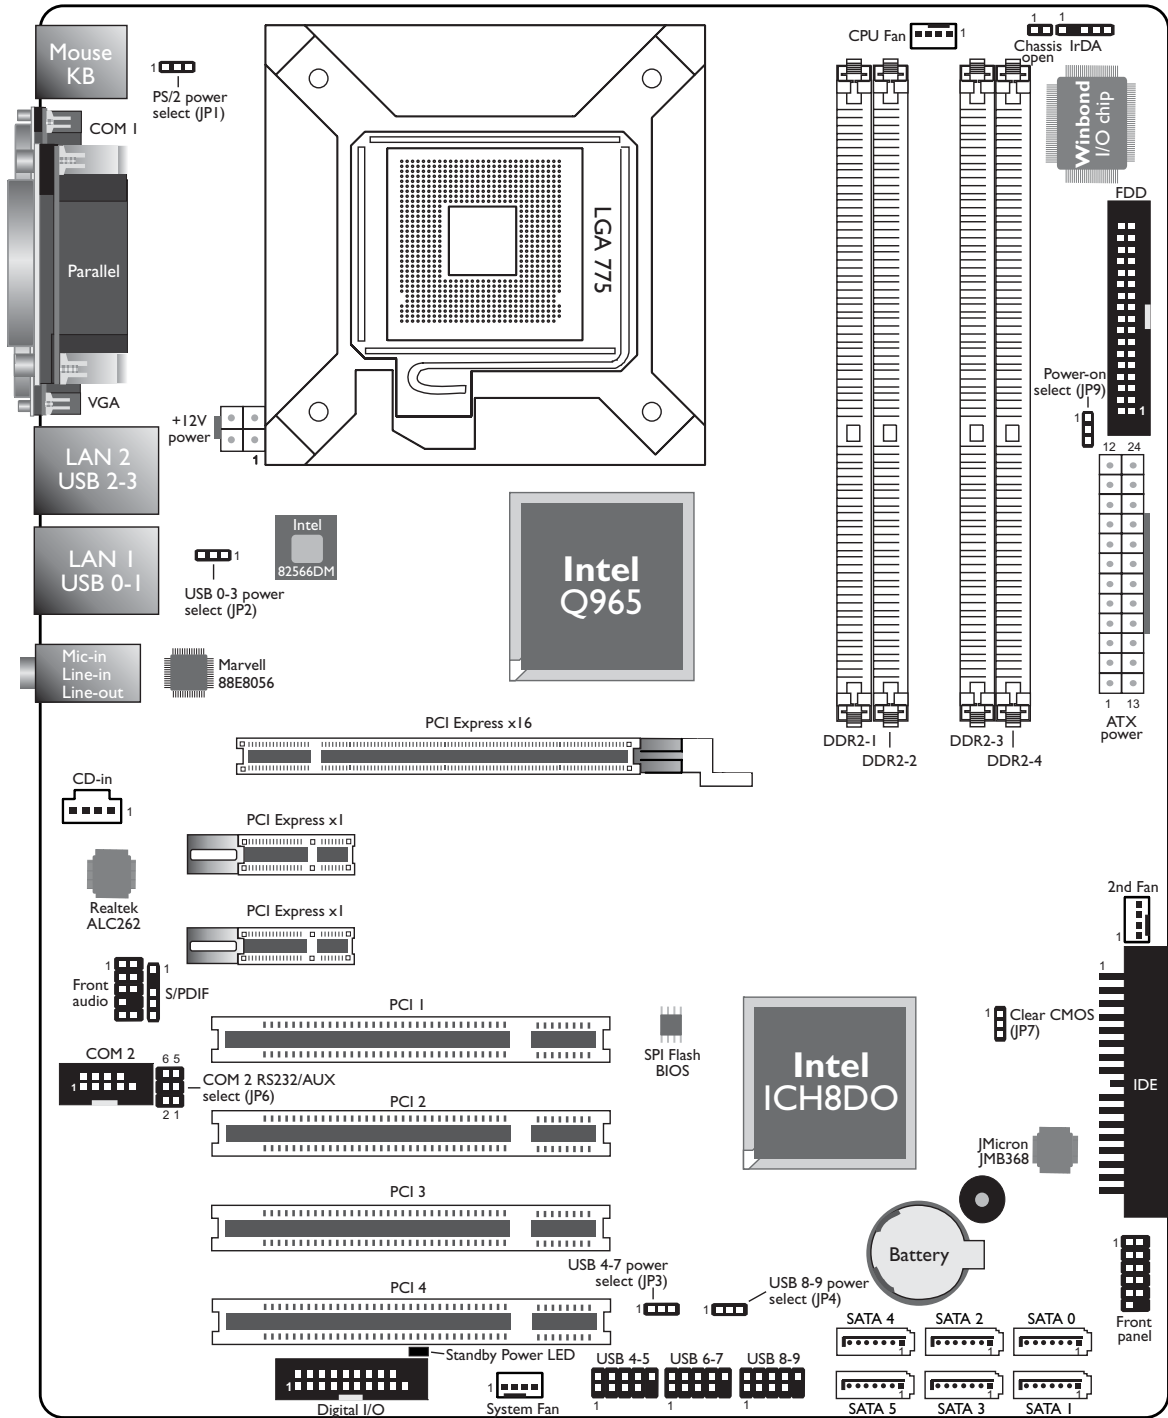 CPU Fan
1
1
1
Chassis
open
IrDA
Mouse
KB
1
PS/2 power
select (JP1)
COM 1
Winbond
I/O chip
FDD
LGA 775
Parallel
Power-on
select (JP9)
1
1
VGA
+12V
power
1
12 24
LAN 2
USB 2-3
Intel
82566DM
Intel
Q965
LAN 1
USB 0-1
1
USB 0-3 power
select (JP2)
Mic-in
Line-in
Line-out
Marvell
88E8056
1 13
ATX
power
PCI Express x16
DDR2-1
DDR2-2
DDR2-3
DDR2-4
CD-in
1
PCI Express x1
Realtek
ALC262
2nd Fan
1
PCI Express x1
1
Front
audio
1
S/PDIF
1
PCI 1
SPI Flash
BIOS
1
Clear CMOS
(JP7)
COM 2
1
6 5
COM 2 RS232/AUX
select (JP6)
2 1
Intel
ICH8DO
IDE
PCI 2
JMicron
JMB368
PCI 3
Battery
1
Front
panel
USB 4-7 power
select (JP3)
1
USB 8-9 power
select (JP4)
1
PCI 4
SATA 4
1
SATA 2
1
SATA 0
1
Standby Power LED
USB 4-5
USB 6-7
USB 8-9
1
Digital I/O
1
System Fan
1
1
1
1
SATA 5
1
SATA 3
1
SATA 1